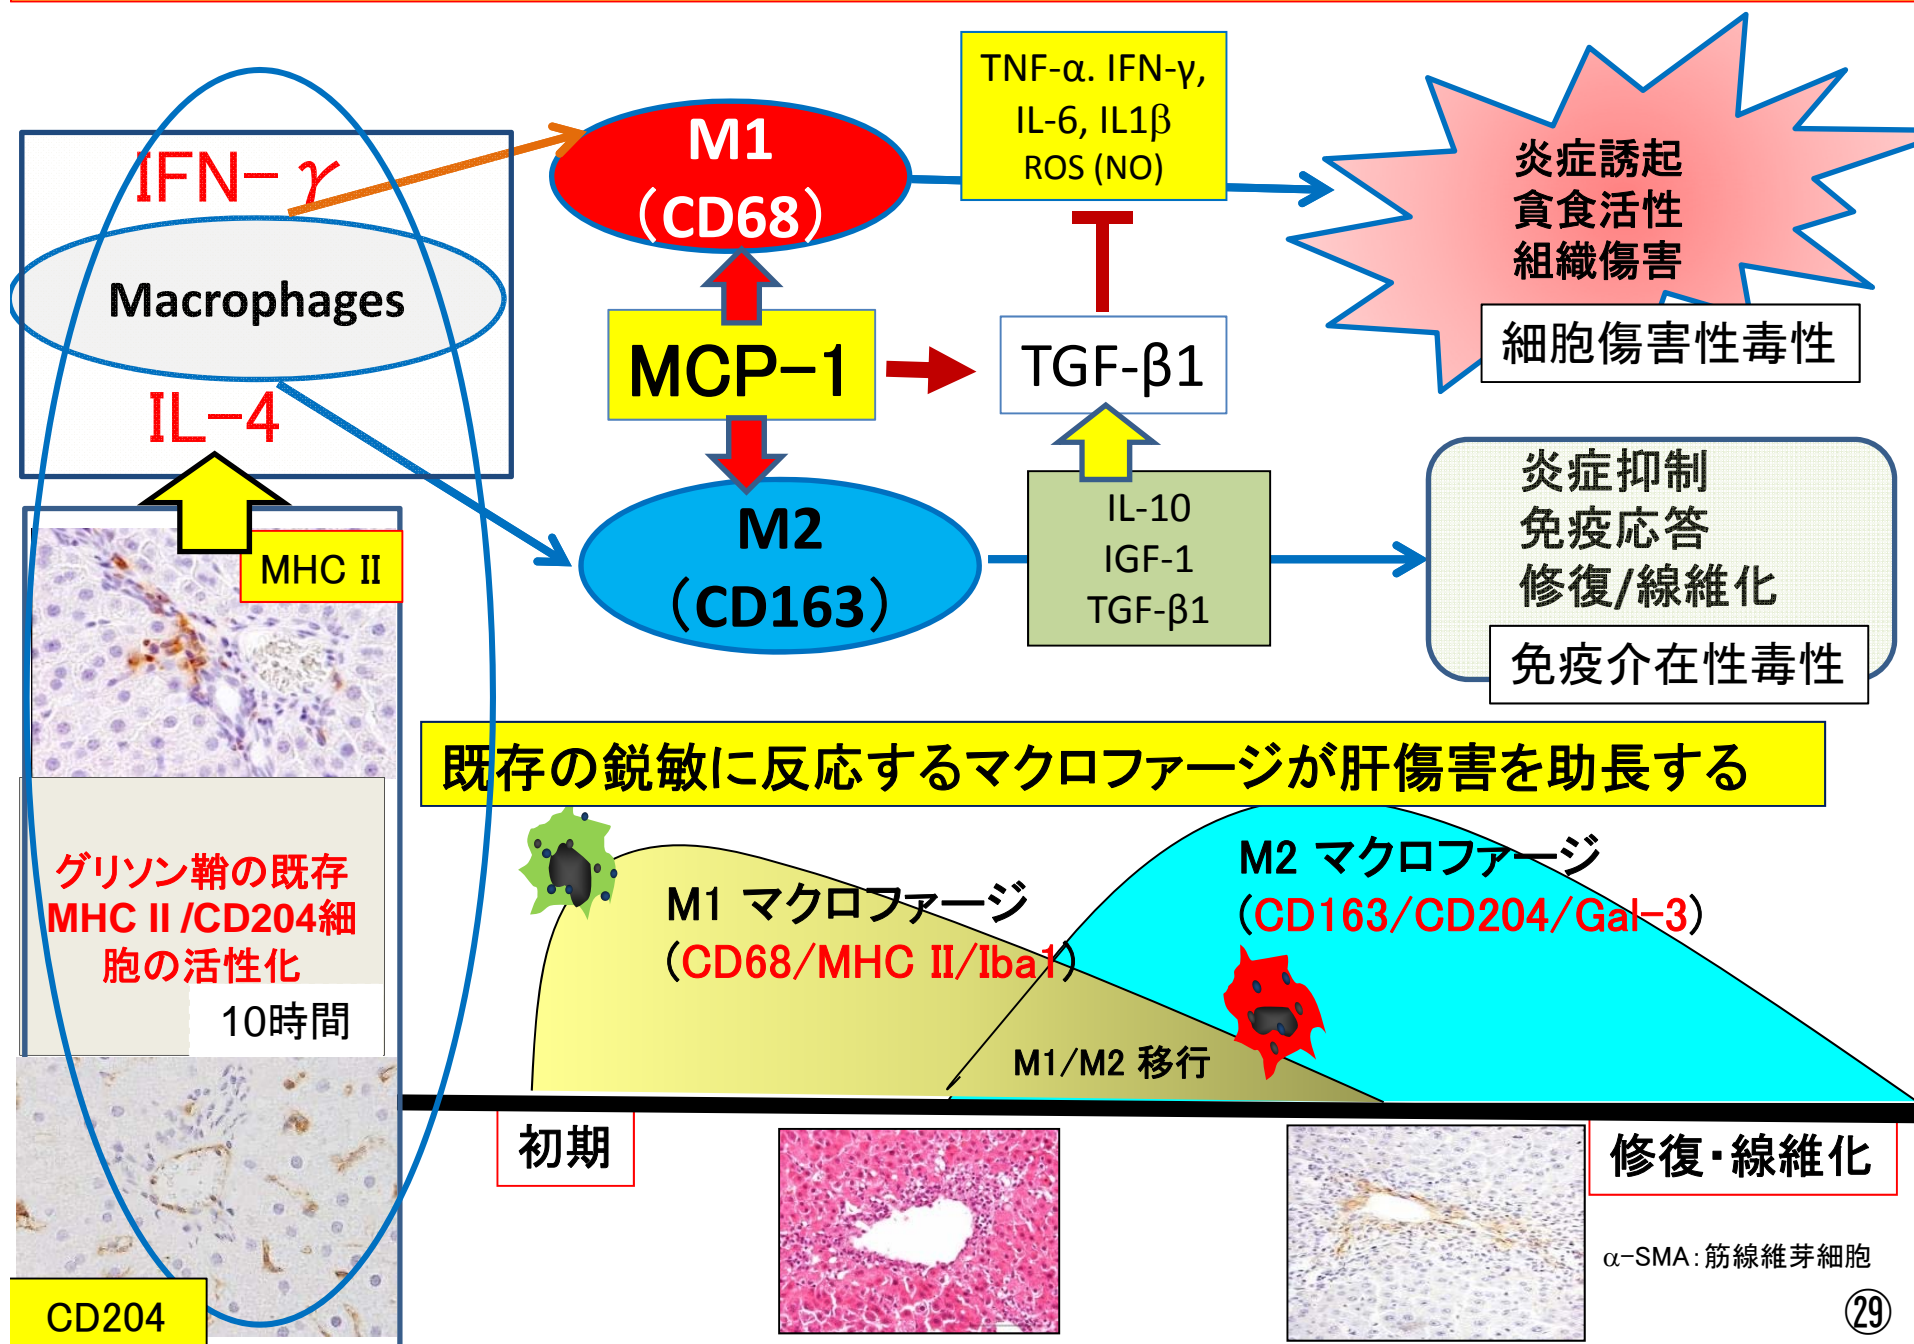 IFN-γ
Macrophages
IL-4
M1
(CD68)
TNF-α. IFN-γ,
IL-6, IL1β
ROS (NO)
炎症誘起
貪食活性
組織傷害
細胞傷害性毒性
MCP-1
TGF-β1
M2
(CD163)
IL-10
IGF-1
TGF-β1
炎症抑制
免疫応答
修復/線維化
免疫介在性毒性
MHC II
グリソン鞘の既存
MHC II /CD204細
胞の活性化
10時間
CD204
既存の鋭敏に反応するマクロファージが肝傷害を助長する
M1 マクロファージ
(CD68/MHC II/Iba1)
M2 マクロファージ
(CD163/CD204/Gal-3)
M1/M2 移行
初期
修復・線維化
α-SMA:筋線維芽細胞
㉙